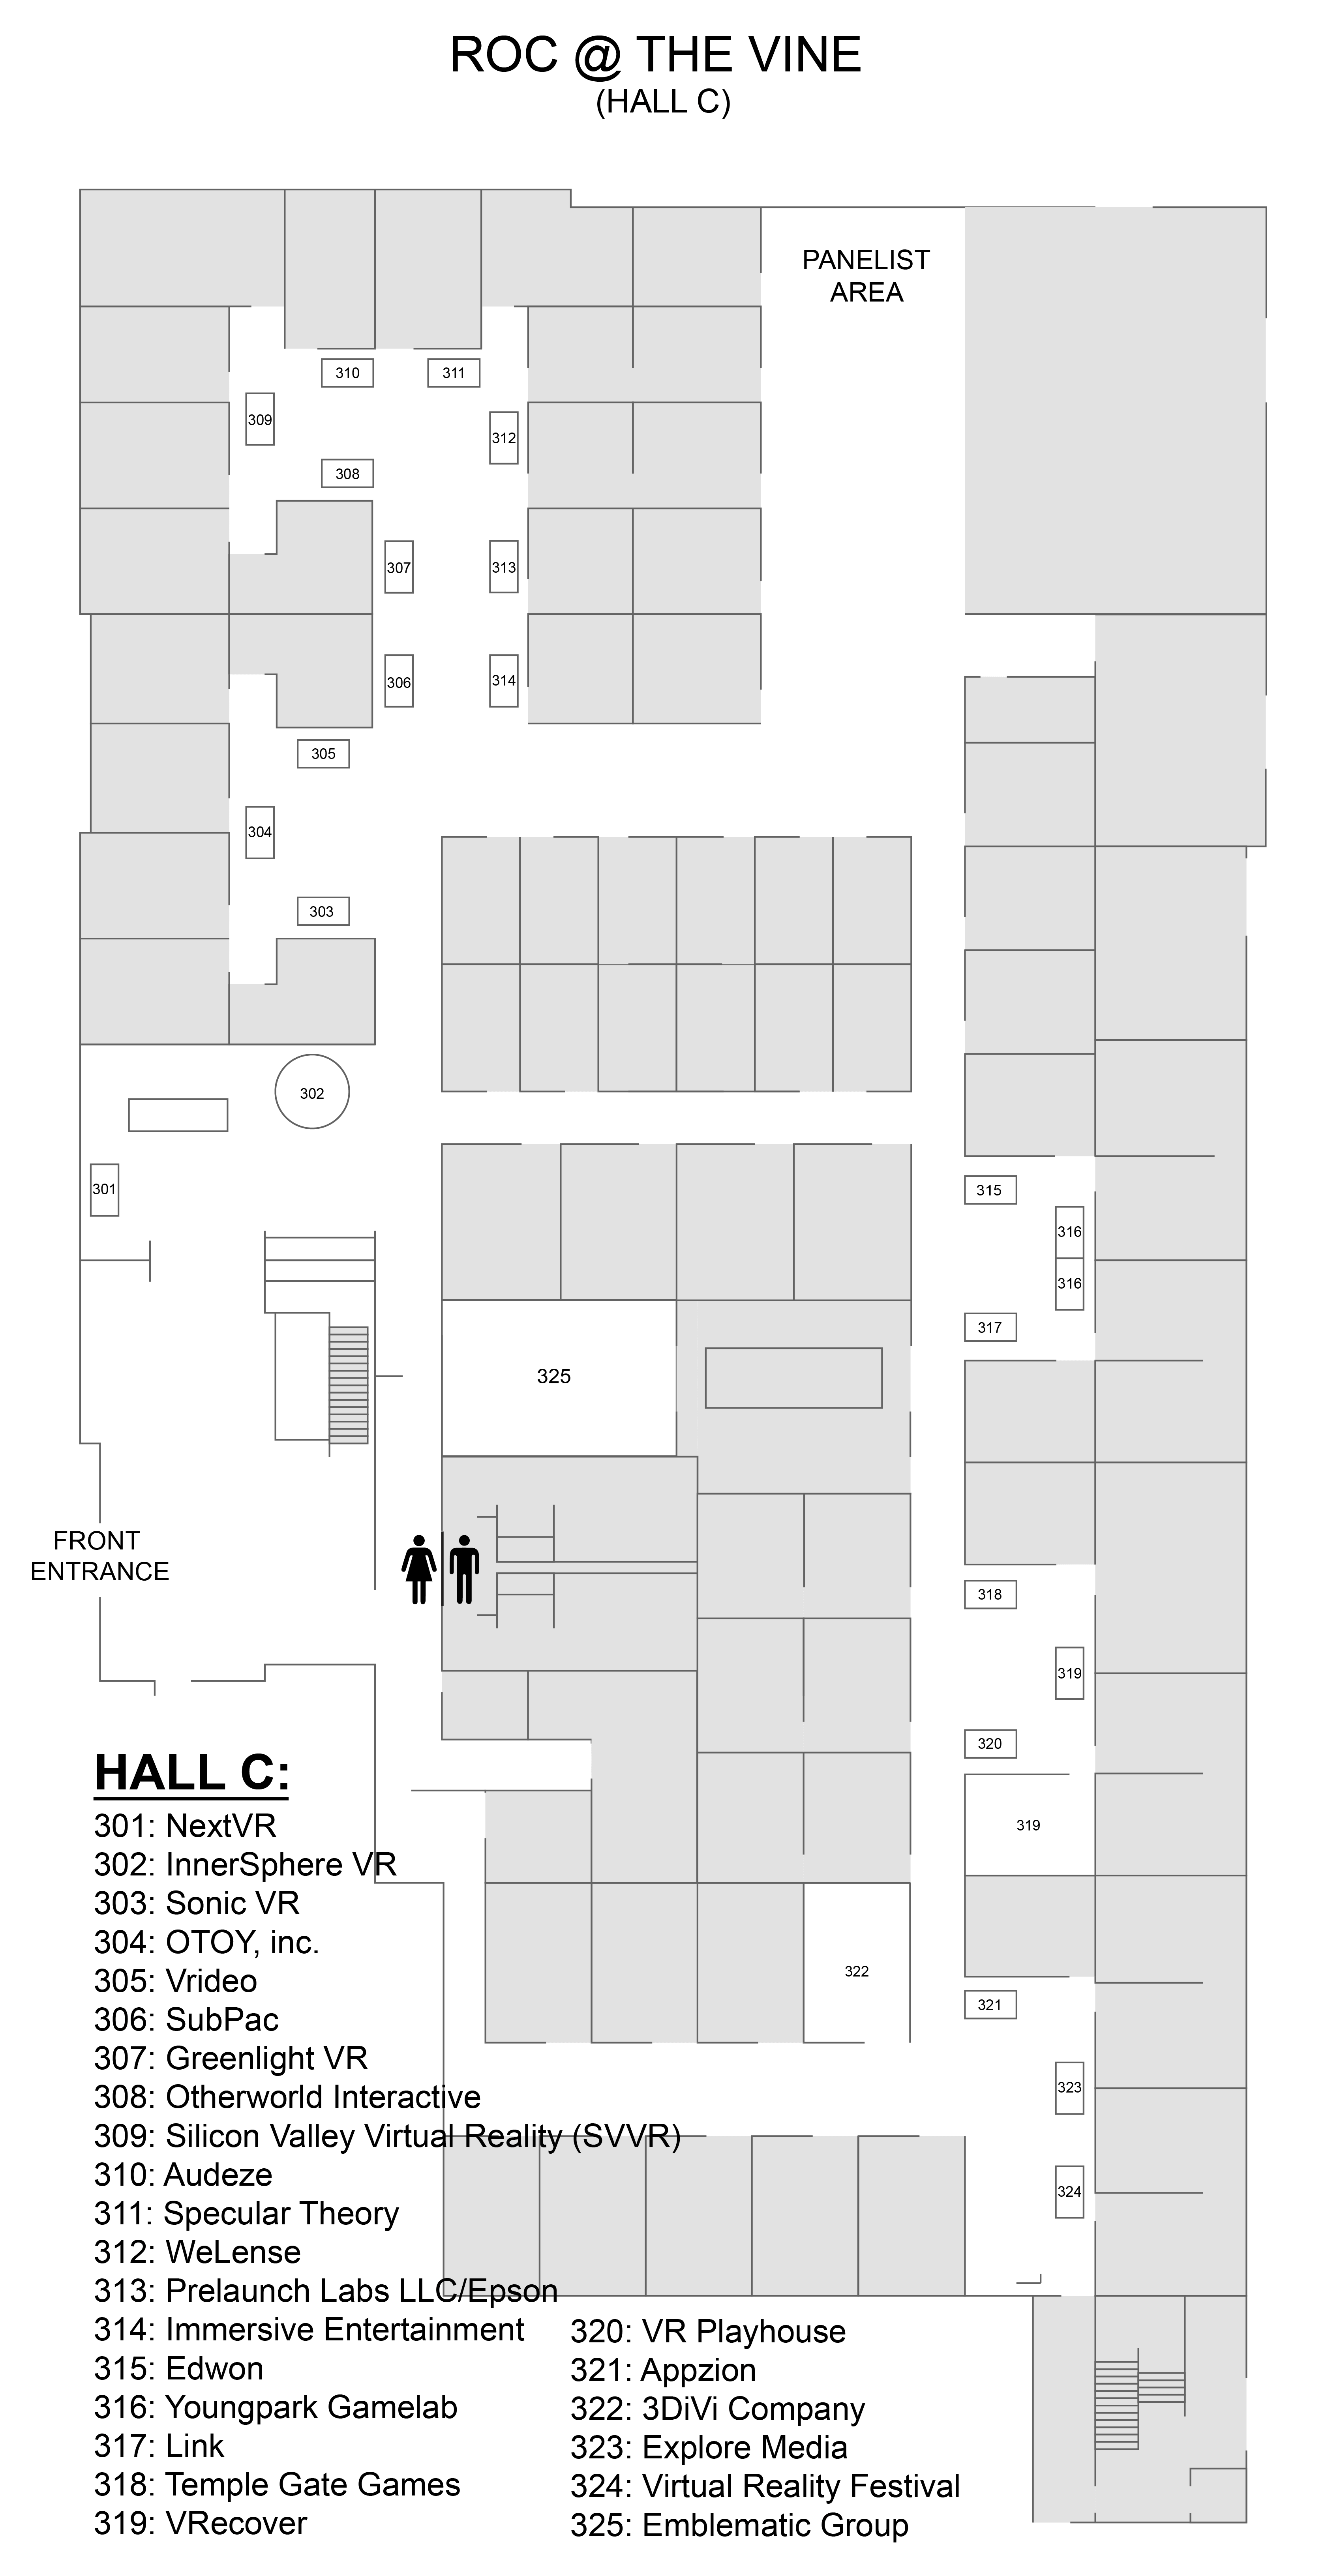 ROC @ THE VINE
(HALL C)
PANELIST
AREA
310
311
309
312
308
307
313
306
314
305
304
303
302
301
315
316
316
317
325
FRONT
ENTRANCE
318
319
320
319
322
321
323
324
HALL C:
301: NextVR
302: InnerSphere VR
303: Sonic VR
304: OTOY, inc.
305: Vrideo
306: SubPac
307: Greenlight VR
308: Otherworld Interactive
309: Silicon Valley Virtual Reality (SVVR)
310: Audeze
311: Specular Theory
312: WeLense
313: Prelaunch Labs LLC/Epson
314: Immersive Entertainment
315: Edwon
316: Youngpark Gamelab
317: Link
318: Temple Gate Games
319: VRecover
320: VR Playhouse
321: Appzion
322: 3DiVi Company
323: Explore Media
324: Virtual Reality Festival
325: Emblematic Group